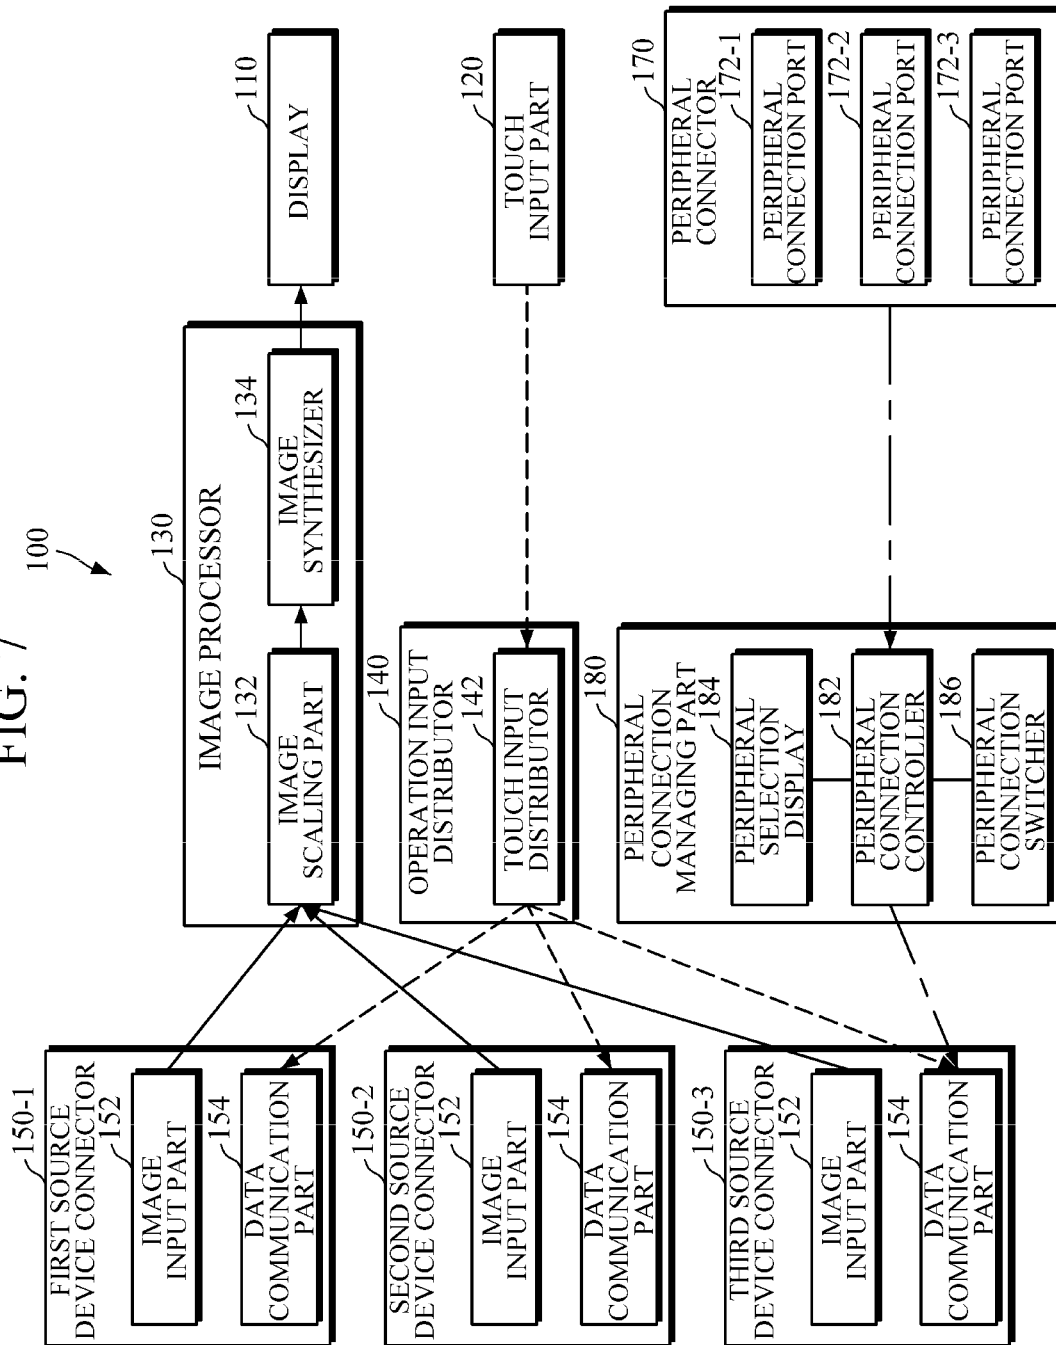 FIG. 7
100
FIRST SOURCE
DEVICE CONNECTOR
150-1
152
IMAGE
INPUT PART
154
DATA
COMMUNICATION
PART
SECOND SOURCE
DEVICE CONNECTOR
150-2
152
IMAGE
INPUT PART
154
DATA
COMMUNICATION
PART
THIRD SOURCE
DEVICE CONNECTOR
150-3
152
IMAGE
INPUT PART
154
DATA
COMMUNICATION
PART
130
IMAGE PROCESSOR
132
IMAGE
SCALING PART
134
IMAGE
SYNTHESIZER
140
OPERATION INPUT
DISTRIBUTOR
142
TOUCH INPUT
DISTRIBUTOR
180
PERIPHERAL
CONNECTION
MANAGING PART
184
PERIPHERAL
SELECTION
DISPLAY
182
PERIPHERAL
CONNECTION
CONTROLLER
186
PERIPHERAL
CONNECTION
SWITCHER
110
DISPLAY
120
TOUCH
INPUT PART
170
PERIPHERAL
CONNECTOR
172-1
PERIPHERAL
CONNECTION PORT
172-2
PERIPHERAL
CONNECTION PORT
172-3
PERIPHERAL
CONNECTION PORT